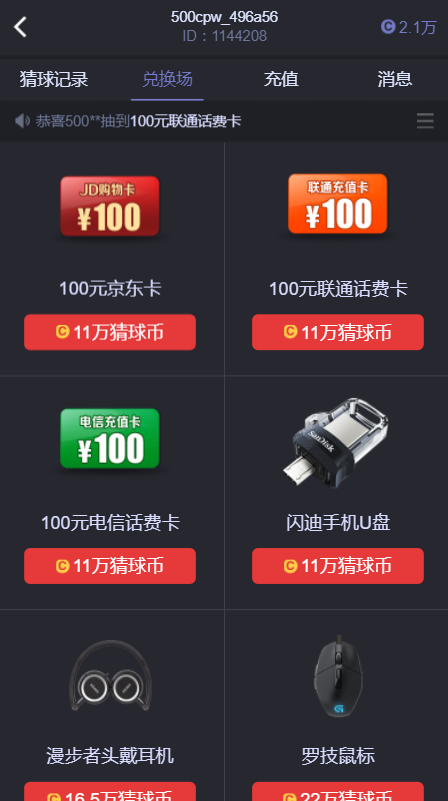 500cpw_496a56
ID：1144208
2.1万
猜球记录
兑换场
充值
消息
恭喜500**抽到100元联通话费卡
JD购物卡
¥100
联通充值卡
¥100
100元京东卡
100元联通话费卡
C 11万猜球币
C 11万猜球币
电信充值卡
¥100
SanDisk
100元电信话费卡
闪迪手机U盘
C 11万猜球币
C 11万猜球币
G
漫步者头戴耳机
罗技鼠标
C 16.5万猜球币
C 22万猜球币